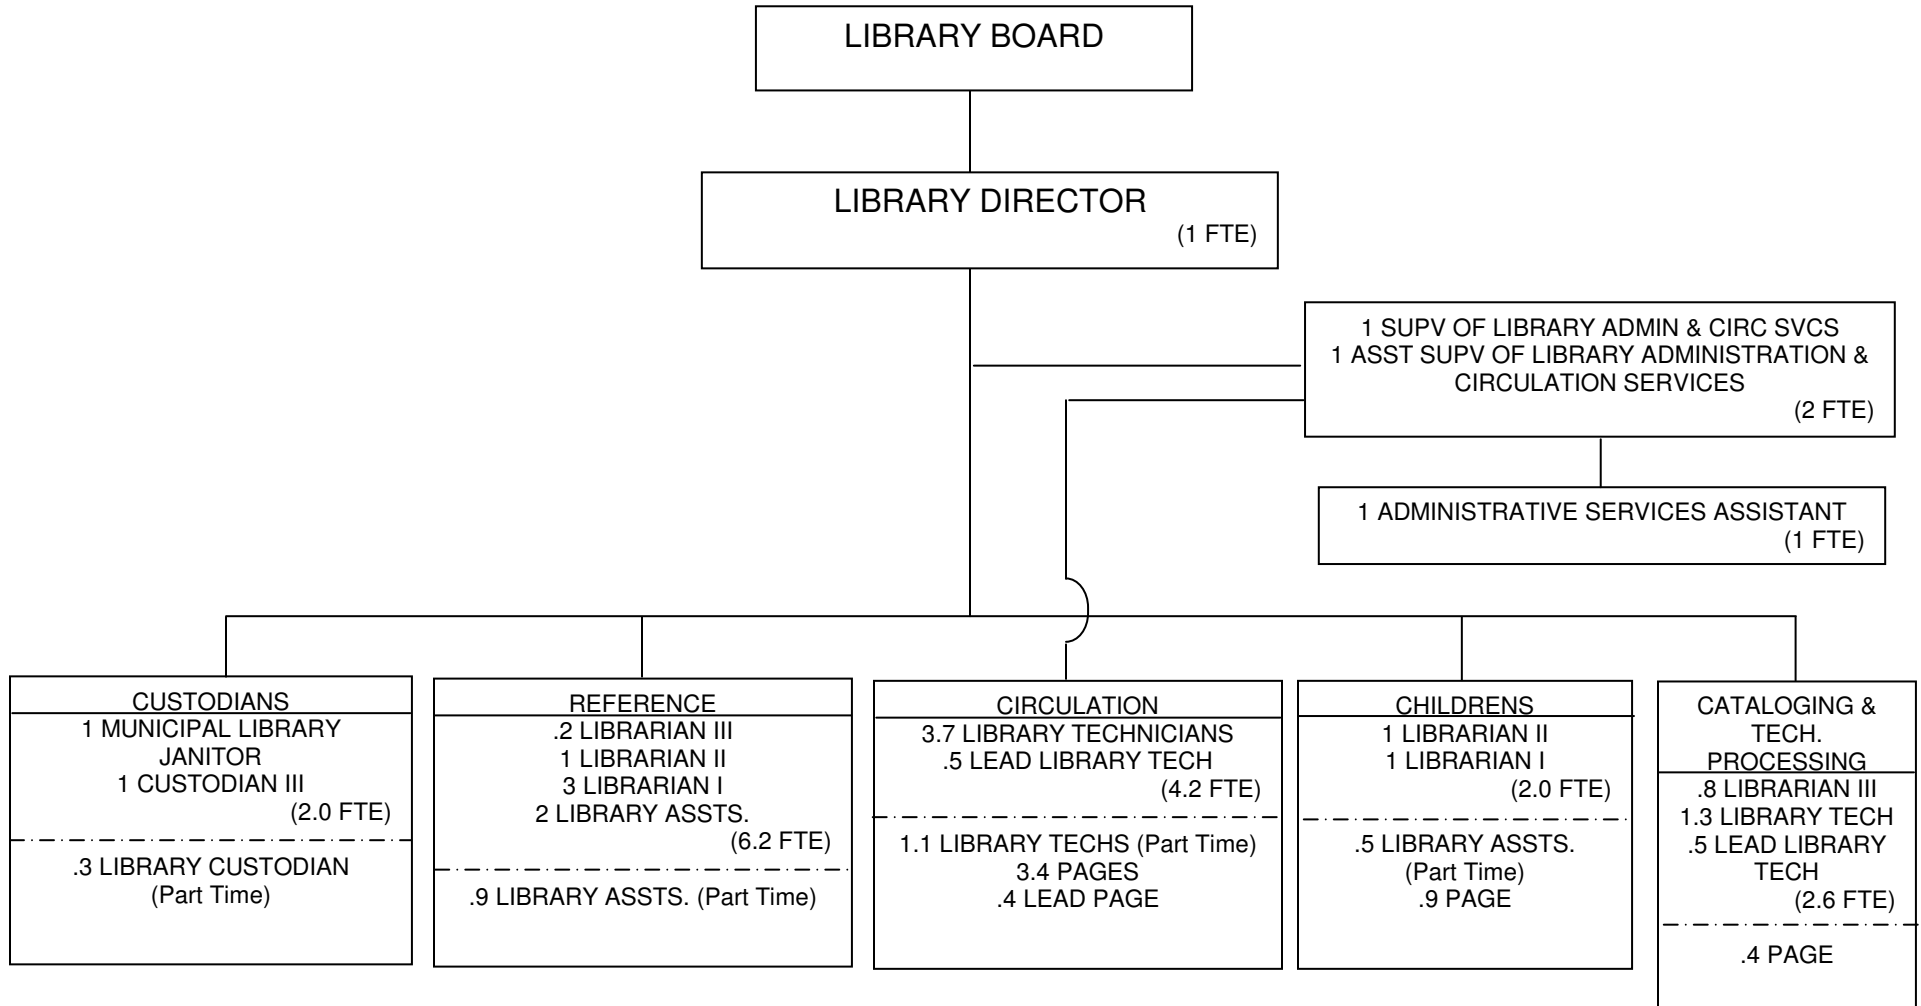 LIBRARY BOARD
LIBRARY DIRECTOR
(1 FTE)
1 SUPV OF LIBRARY ADMIN & CIRC SVCS
1 ASST SUPV OF LIBRARY ADMINISTRATION &
CIRCULATION SERVICES
(2 FTE)
1 ADMINISTRATIVE SERVICES ASSISTANT
(1 FTE)
CUSTODIANS
1 MUNICIPAL LIBRARY
JANITOR
1 CUSTODIAN III
(2.0 FTE)
.3 LIBRARY CUSTODIAN
(Part Time)
REFERENCE
.2 LIBRARIAN III
1 LIBRARIAN II
3 LIBRARIAN I
2 LIBRARY ASSTS.
(6.2 FTE)
.9 LIBRARY ASSTS. (Part Time)
CIRCULATION
3.7 LIBRARY TECHNICIANS
.5 LEAD LIBRARY TECH
(4.2 FTE)
1.1 LIBRARY TECHS (Part Time)
3.4 PAGES
.4 LEAD PAGE
CHILDRENS
1 LIBRARIAN II
1 LIBRARIAN I
(2.0 FTE)
.5 LIBRARY ASSTS.
(Part Time)
.9 PAGE
CATALOGING &
TECH.
PROCESSING
.8 LIBRARIAN III
1.3 LIBRARY TECH
.5 LEAD LIBRARY
TECH
(2.6 FTE)
.4 PAGE